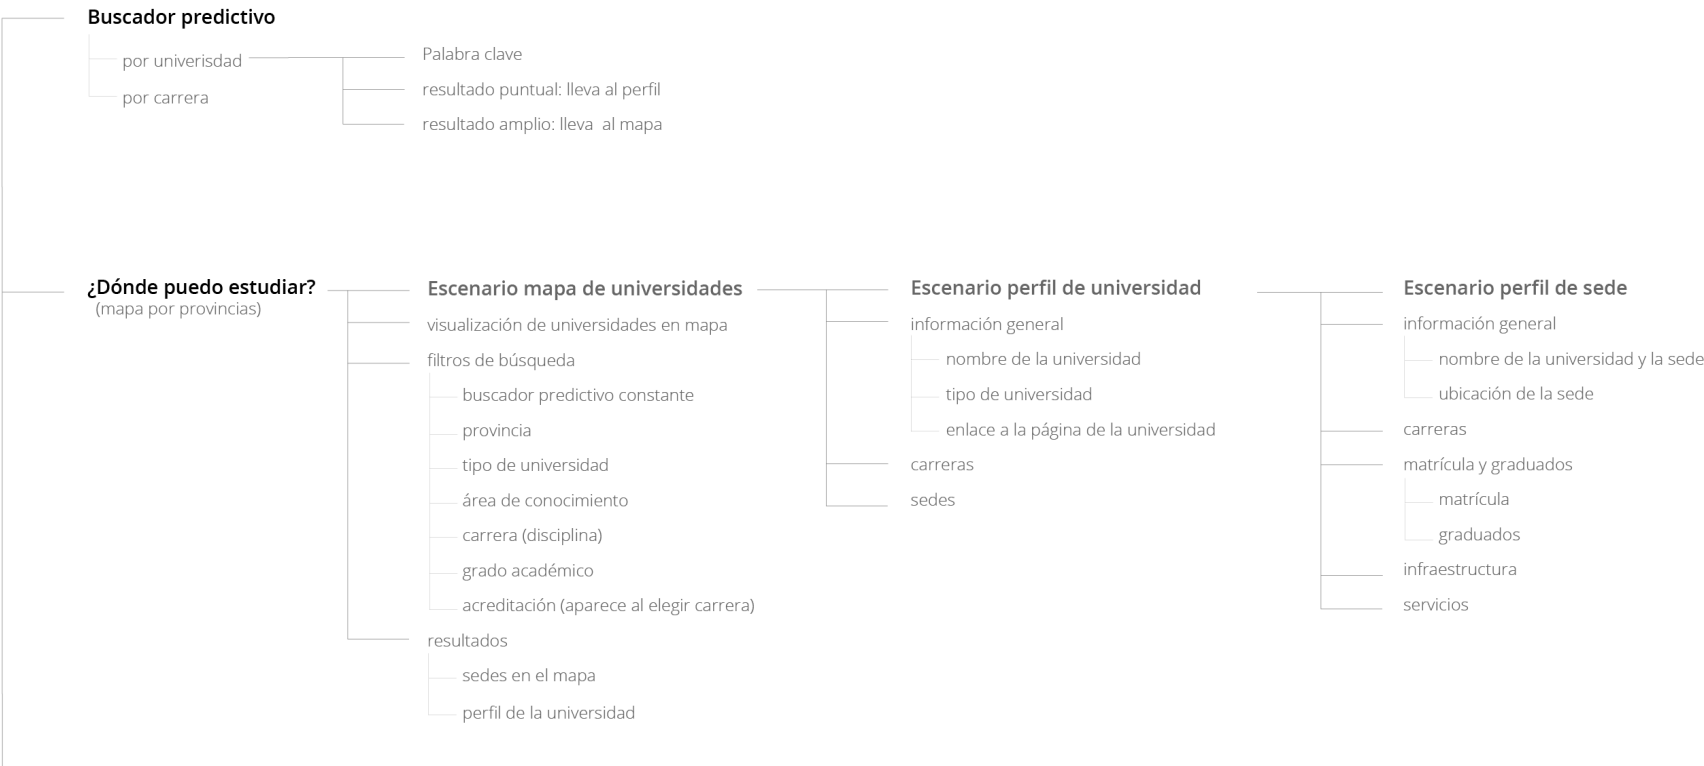 Buscador predictivo
por univerisdad
por carrera
Palabra clave
resultado puntual: lleva al perfil
resultado amplio: lleva  al mapa
¿Dónde puedo estudiar?
(mapa por provincias)
Escenario mapa de universidades
visualización de universidades en mapa
filtros de búsqueda
buscador predictivo constante
provincia
tipo de universidad
área de conocimiento
carrera (disciplina)
grado académico
acreditación (aparece al elegir carrera)
resultados
sedes en el mapa
perfil de la universidad
Escenario perfil de universidad
información general
nombre de la universidad
tipo de universidad
enlace a la página de la universidad
carreras
sedes
Escenario perfil de sede
información general
nombre de la universidad y la sede
ubicación de la sede
carreras
matrícula y graduados
matrícula
graduados
infraestructura
servicios